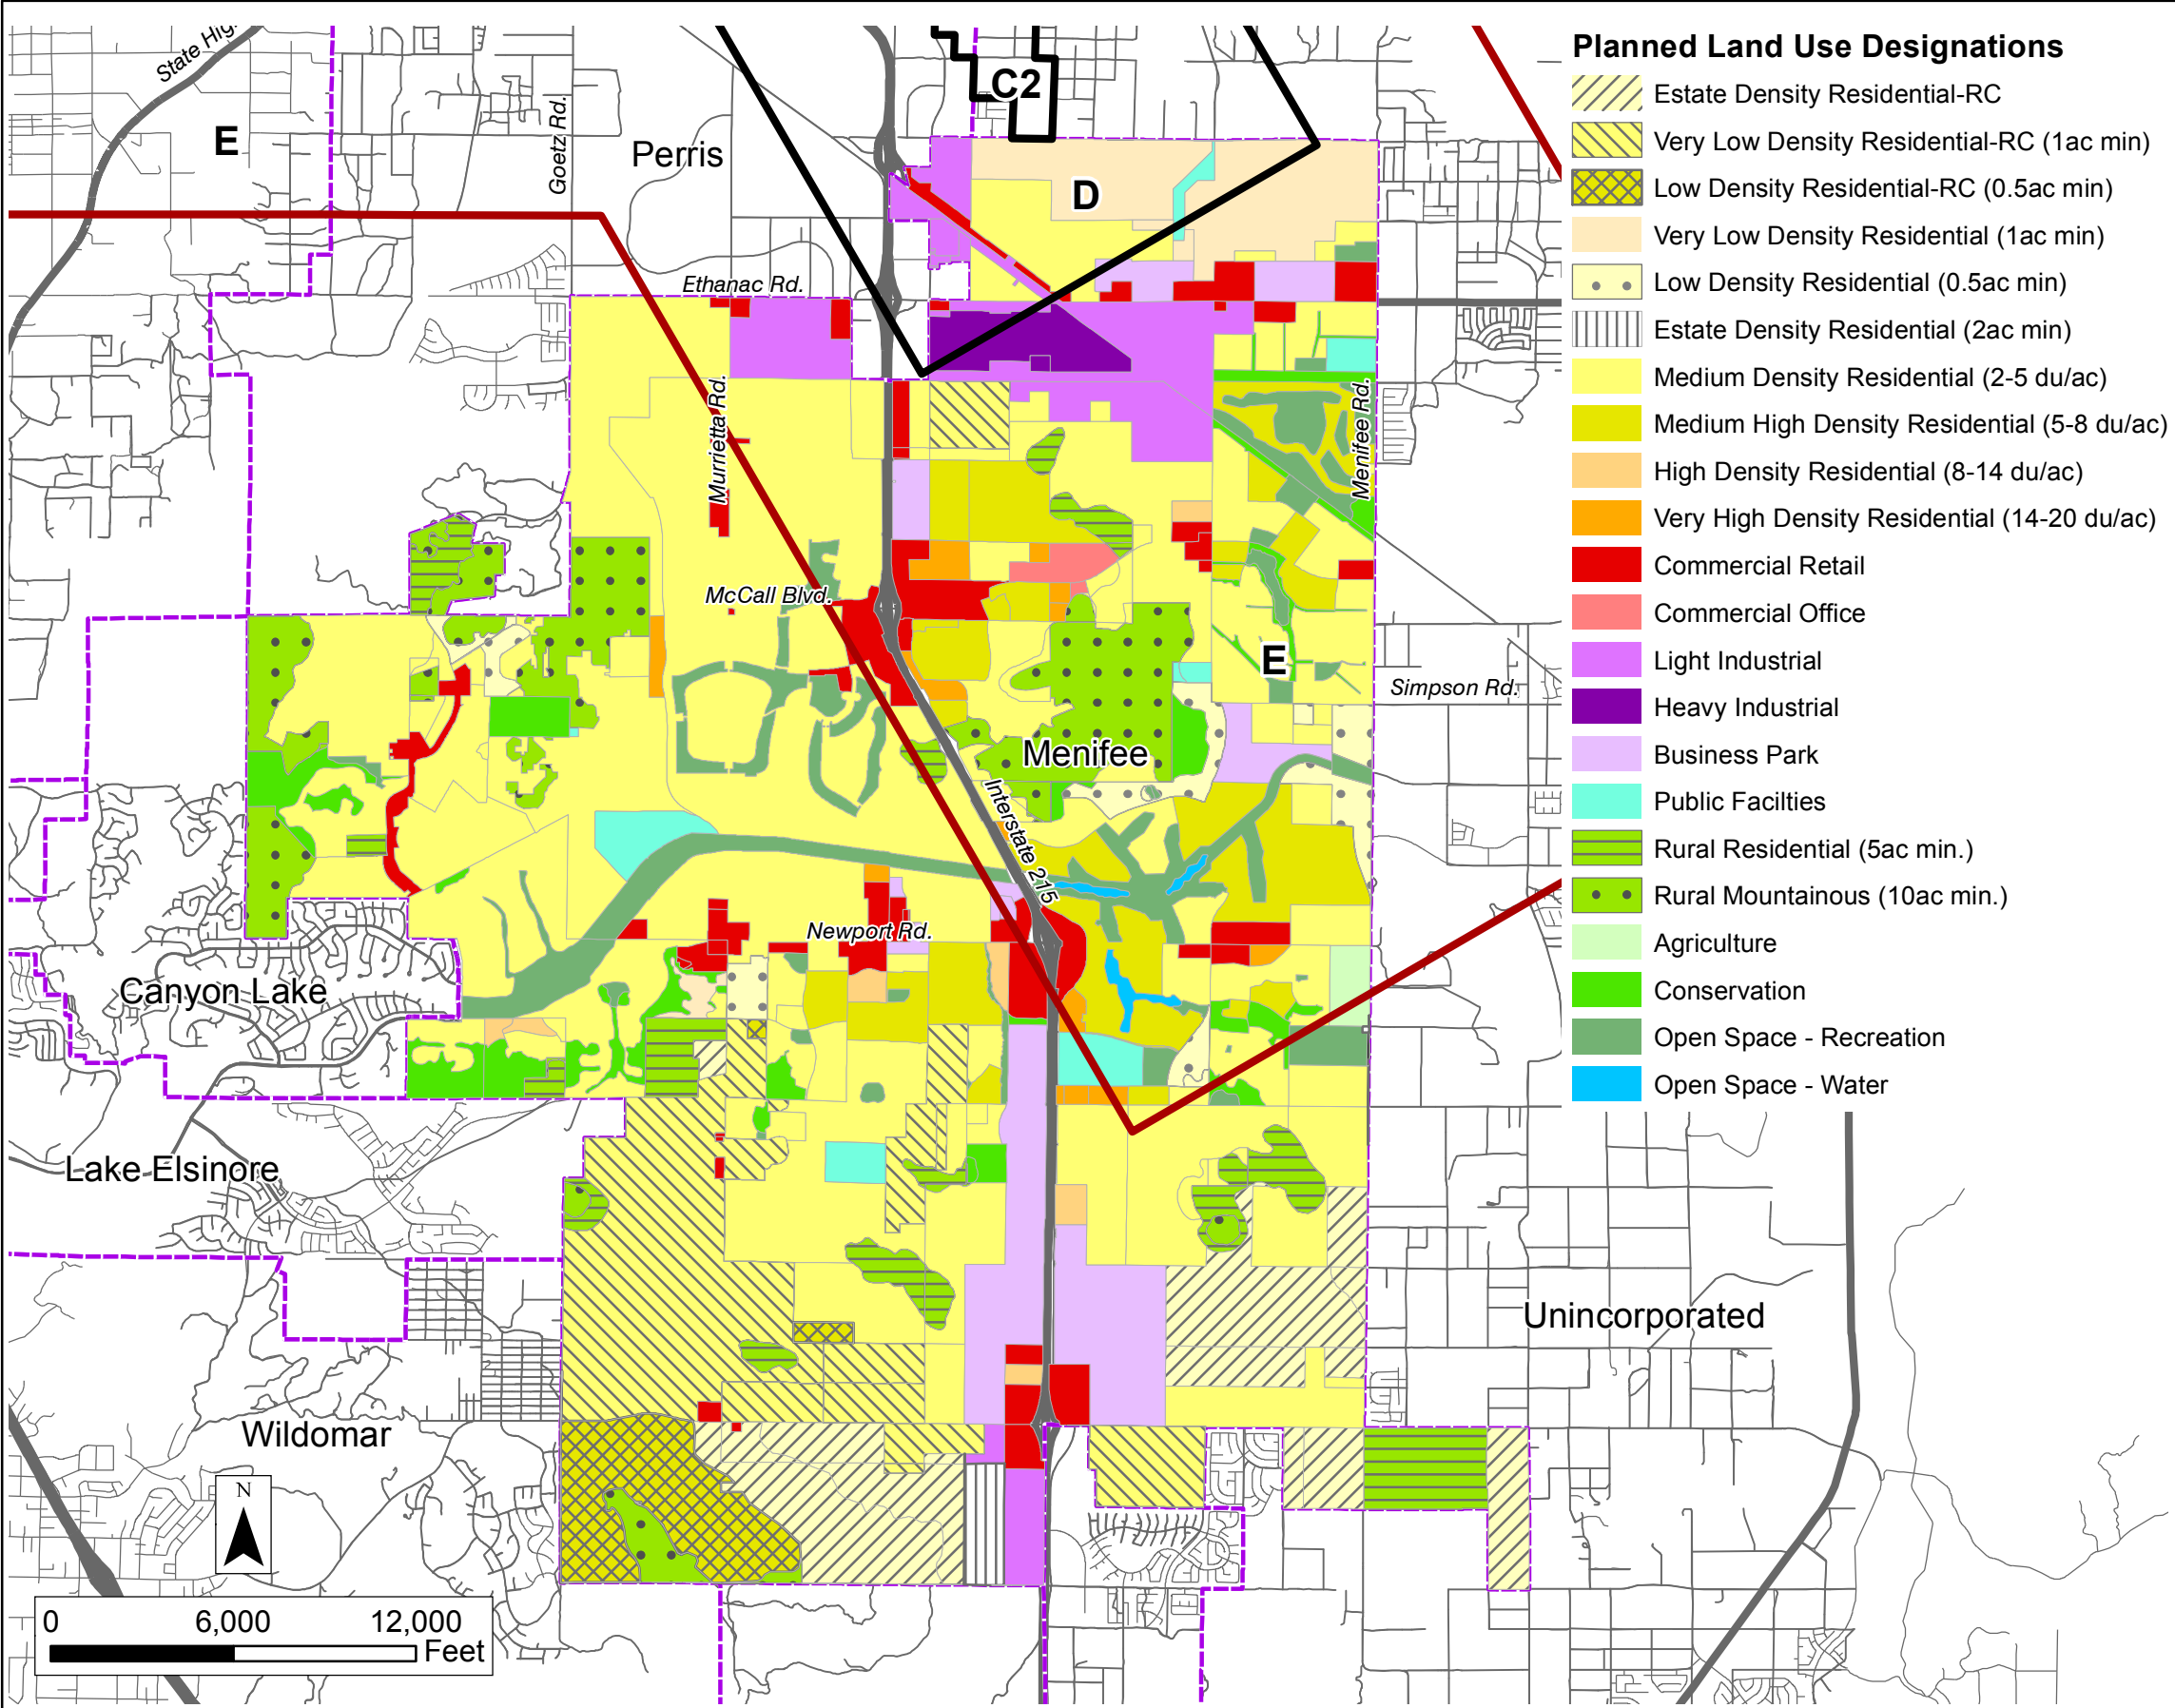 State Hig.
C2
Planned Land Use Designations
Estate Density Residential-RC
Very Low Density Residential-RC (1ac min)
Low Density Residential-RC (0.5ac min)
Very Low Density Residential (1ac min)
Low Density Residential (0.5ac min)
Estate Density Residential (2ac min)
Medium Density Residential (2-5 du/ac)
Medium High Density Residential (5-8 du/ac)
High Density Residential (8-14 du/ac)
Very High Density Residential (14-20 du/ac)
Commercial Retail
Commercial Office
Light Industrial
Heavy Industrial
Business Park
Public Facilties
Rural Residential (5ac min.)
Rural Mountainous (10ac min.)
Agriculture
Conservation
Open Space - Recreation
Open Space - Water
E
Goetz Rd.
Perris
D
Ethanac Rd.
Murrietta Rd.
Menifee Rd.
McCall Blvd.
E
Simpson Rd.
Menifee
Interstate 215
Newport Rd.
Canyon Lake
Lake Elsinore
Unincorporated
Wildomar
N
0 6,000 12,000
Feet